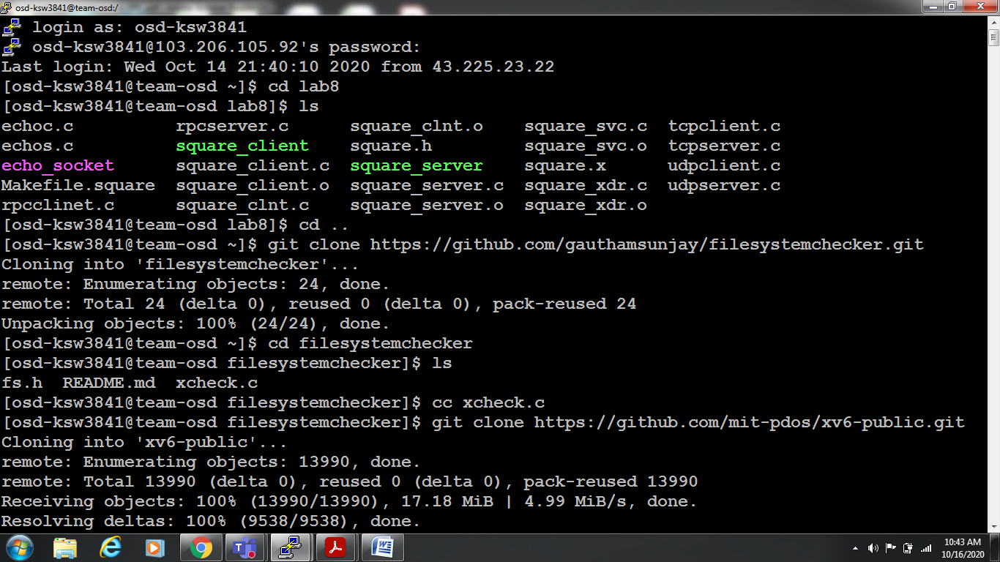 osd-ksw3841@team-osd:/
login as: osd-ksw3841
osd-ksw3841@103.206.105.92's password:
Last login: Wed Oct 14 21:40:10 2020 from 43.225.23.22
[osd-ksw3841@team-osd ~]$ cd lab8
[osd-ksw3841@team-osd lab8]$ ls
echoc.c          rpcserver.c      square_clnt.o    square_svc.c  tcpclient.c
echos.c          square_client    square.h         square_svc.o  tcpserver.c
echo_socket      square_client.c  square_server    square.x      udpclient.c
Makefile.square  square_client.o  square_server.c  square_xdr.c  udpserver.c
rpcclinet.c      square_clnt.c    square_server.o  square_xdr.o
[osd-ksw3841@team-osd lab8]$ cd ..
[osd-ksw3841@team-osd ~]$ git clone https://github.com/gauthamsunjay/filesystemchecker.git
Cloning into 'filesystemchecker'...
remote: Enumerating objects: 24, done.
remote: Total 24 (delta 0), reused 0 (delta 0), pack-reused 24
Unpacking objects: 100% (24/24), done.
[osd-ksw3841@team-osd ~]$ cd filesystemchecker
[osd-ksw3841@team-osd filesystemchecker]$ ls
fs.h  README.md  xcheck.c
[osd-ksw3841@team-osd filesystemchecker]$ cc xcheck.c
[osd-ksw3841@team-osd filesystemchecker]$ git clone https://github.com/mit-pdos/xv6-public.git
Cloning into 'xv6-public'...
remote: Enumerating objects: 13990, done.
remote: Total 13990 (delta 0), reused 0 (delta 0), pack-reused 13990
Receiving objects: 100% (13990/13990), 17.18 MiB | 4.99 MiB/s, done.
Resolving deltas: 100% (9538/9538), done.
10:43 AM
10/16/2020